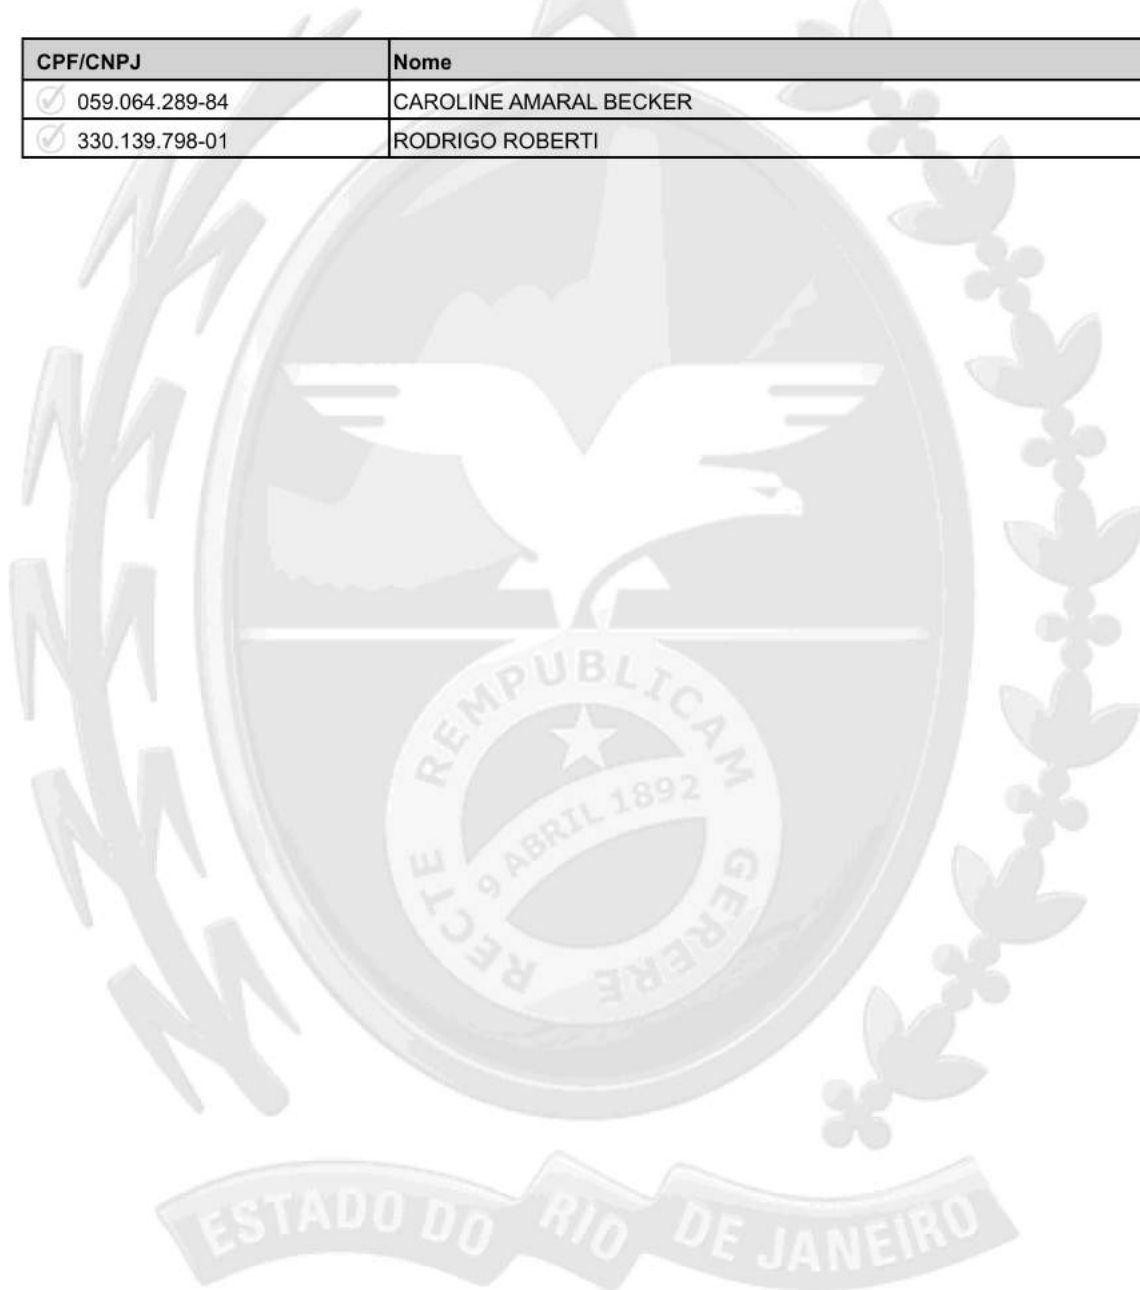 CPF/CNPJ Nome
059.064.289-84 CAROLINE AMARAL BECKER
330.139.798-01 RODRIGO ROBERTI
RECTE REMPUBLICAM GERERE
9 ABRIL 1892
ESTADO DO RIO DE JANEIRO